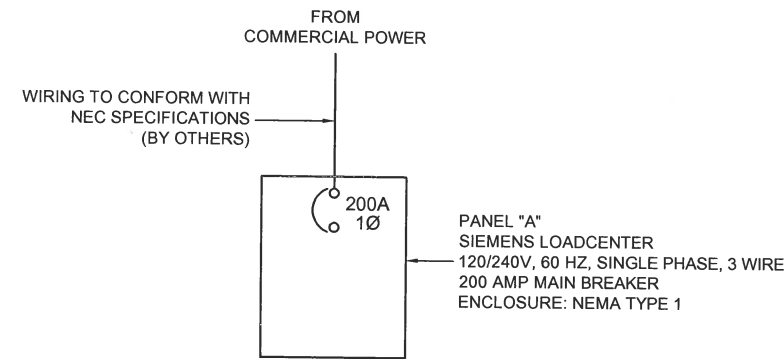 FROM
COMMERCIAL POWER
WIRING TO CONFORM WITH
NEC SPECIFICATIONS
(BY OTHERS)
200A
1Ø
PANEL "A"
SIEMENS LOADCENTER
120/240V, 60 HZ, SINGLE PHASE, 3 WIRE
200 AMP MAIN BREAKER
ENCLOSURE: NEMA TYPE 1